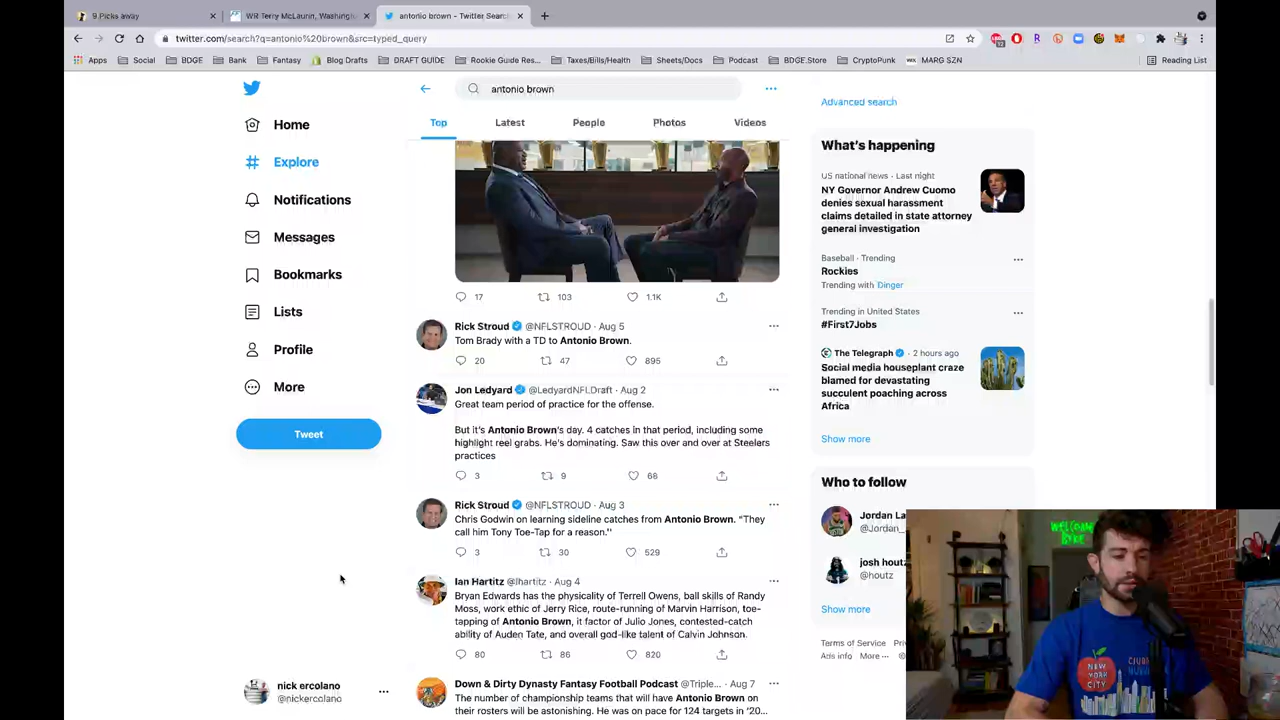 9 Picks away
WR Terry McLaurin, Washingt
antonio brown - Twitter Search
twitter.com/search?q=antonio%20brown&src=typed_query
Apps Social BDGE Bank Fantasy Blog Drafts DRAFT GUIDE Rookie Guide Res... Taxes/Bills/Health Sheets/Docs Podcast BDGE.Store CryptoPunk MARG SZN Reading List
Home
Explore
Notifications
Messages
Bookmarks
Lists
Profile
More
Tweet
nick ercolano
@nickercolano
antonio brown
Top Latest People Photos Videos
17 103 1.1K
Rick Stroud @NFLSTROUD · Aug 5
Tom Brady with a TD to Antonio Brown.
20 47 895
Jon Ledyard @LedyardNFLDraft · Aug 2
Great team period of practice for the offense.
But it's Antonio Brown's day. 4 catches in that period, including some
highlight reel grabs. He's dominating. Saw this over and over at Steelers
practices
3 9 66
Rick Stroud @NFLSTROUD · Aug 3
Chris Godwin on learning sideline catches from Antonio Brown. "They
call him Tony Toe-Tap for a reason."
3 30 529
Ian Hartitz @Ihartitz · Aug 4
Bryan Edwards has the physicality of Terrell Owens, ball skills of Randy
Moss, work ethic of Jerry Rice, route-running of Marvin Harrison, toe-
tapping of Antonio Brown, it factor of Julio Jones, contested-catch
ability of Auden Tate, and overall god-like talent of Calvin Johnson.
80 86 820
Down & Dirty Dynasty Fantasy Football Podcast @Triple... · Aug 7
The number of championship teams that will have Antonio Brown on
their rosters will be astonishing. He was on pace for 124 targets in '20...
Advanced search
What's happening
US national news · Last night
NY Governor Andrew Cuomo
denies sexual harassment
claims detailed in state attorney
general investigation
Baseball · Trending
Rockies
Trending with Dinger
Trending in United States
#First7Jobs
The Telegraph · 2 hours ago
Social media houseplant craze
blamed for devastating
succulent poaching across
Africa
Show more
Who to follow
Jordan La
@Jordan_
josh houtz
@houtz
Show more
Terms of Service Priv
Ads info More ···
WELCOME
NEW
YORK
CITY